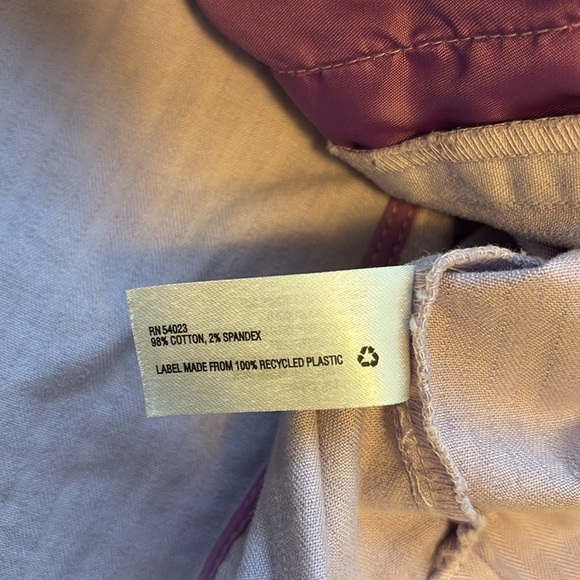 RN 54023
98% COTTON, 2% SPANDEX
LABEL MADE FROM 100% RECYCLED PLASTIC